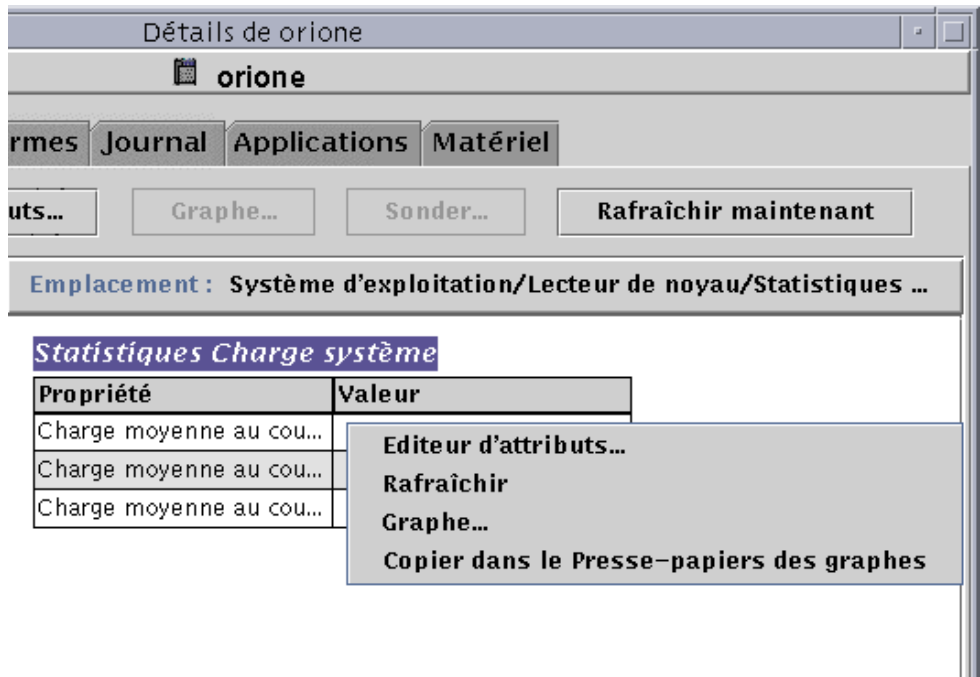 Détails de orione
orione
rmes Journal Applications Matériel
uts... Graphe... Sonder... Rafraîchir maintenant
Emplacement : Système d'exploitation/Lecteur de noyau/Statistiques ...
Statistiques Charge système
Propriété Valeur
Charge moyenne au cou...
Charge moyenne au cou...
Charge moyenne au cou...
Editeur d'attributs...
Rafraîchir
Graphe...
Copier dans le Presse-papiers des graphes